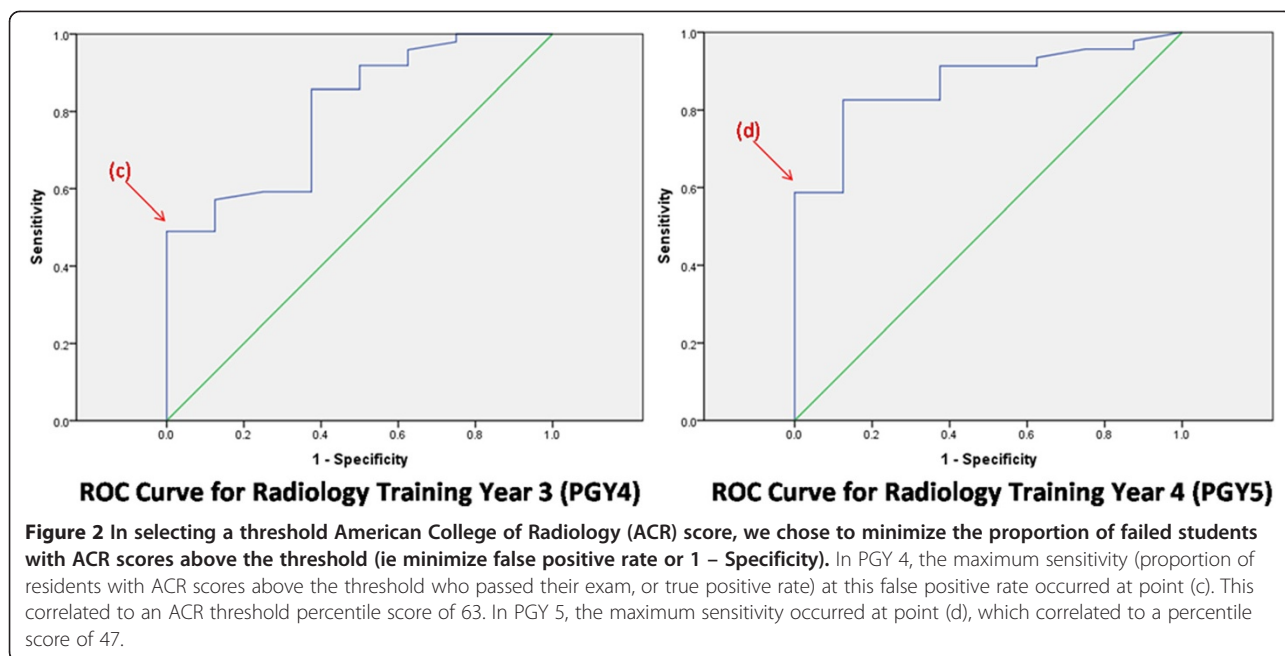 1.0
0.8
0.6
0.4
0.2
0.0
Sensitivity
(c)
0.0 0.2 0.4 0.6 0.8 1.0
1 - Specificity
ROC Curve for Radiology Training Year 3 (PGY4)
1.0
0.8
0.6
0.4
0.2
0.0
Sensitivity
(d)
0.0 0.2 0.4 0.6 0.8 1.0
1 - Specificity
ROC Curve for Radiology Training Year 4 (PGY5)
Figure 2 In selecting a threshold American College of Radiology (ACR) score, we chose to minimize the proportion of failed students
with ACR scores above the threshold (ie minimize false positive rate or 1 – Specificity). In PGY 4, the maximum sensitivity (proportion of
residents with ACR scores above the threshold who passed their exam, or true positive rate) at this false positive rate occurred at point (c). This
correlated to an ACR threshold percentile score of 63. In PGY 5, the maximum sensitivity occurred at point (d), which correlated to a percentile
score of 47.